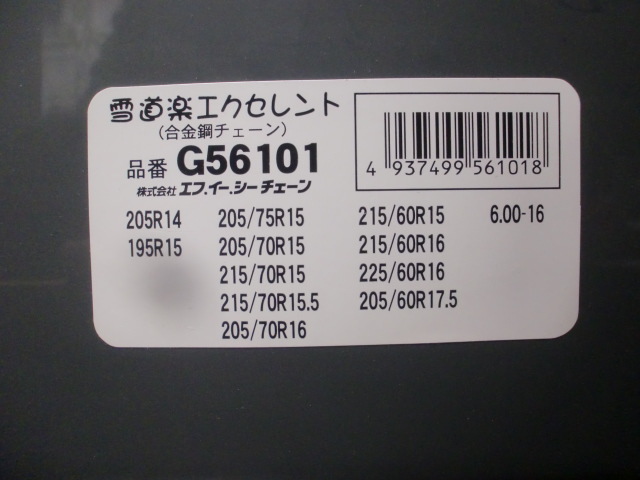 雪道楽エクセレント
(合金鋼チェーン)
品番 G56101
株式会社 エフ.イー.シーチェーン
4 937499 561018
205R14 205/75R15 215/60R15 6.00-16
195R15 205/70R15 215/60R16
215/70R15 225/60R16
215/70R15.5 205/60R17.5
205/70R16